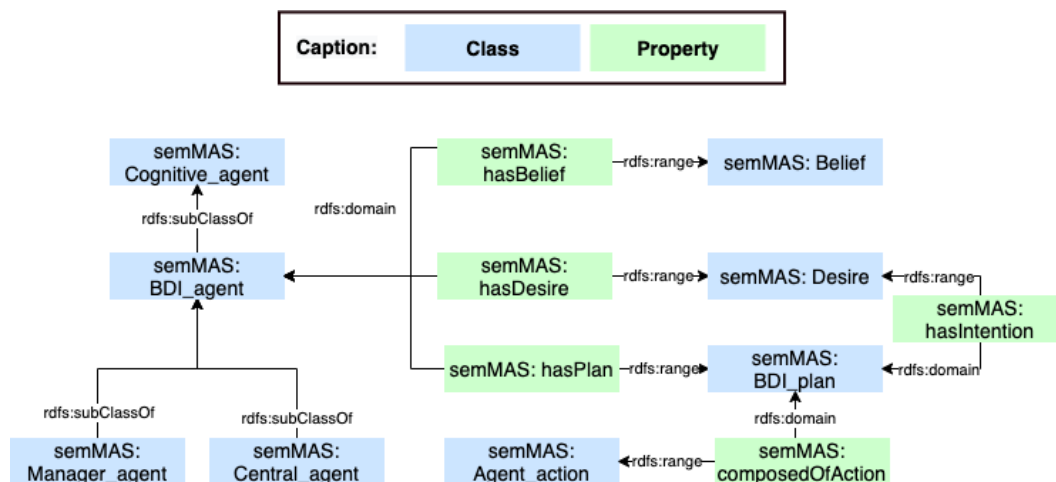 Caption:
Class
Property
semMAS:
Cognitive_agent
rdfs:subClassOf
semMAS:
BDI_agent
rdfs:subClassOf
rdfs:subClassOf
semMAS:
Manager_agent
semMAS:
Central_agent
rdfs:domain
semMAS:
hasBelief
rdfs:range
semMAS: Belief
semMAS:
hasDesire
rdfs:range
semMAS: Desire
rdfs:range
semMAS:
hasIntention
rdfs:domain
semMAS: hasPlan
rdfs:range
semMAS:
BDI_plan
rdfs:domain
semMAS:
Agent_action
rdfs:range
semMAS:
composedOfAction